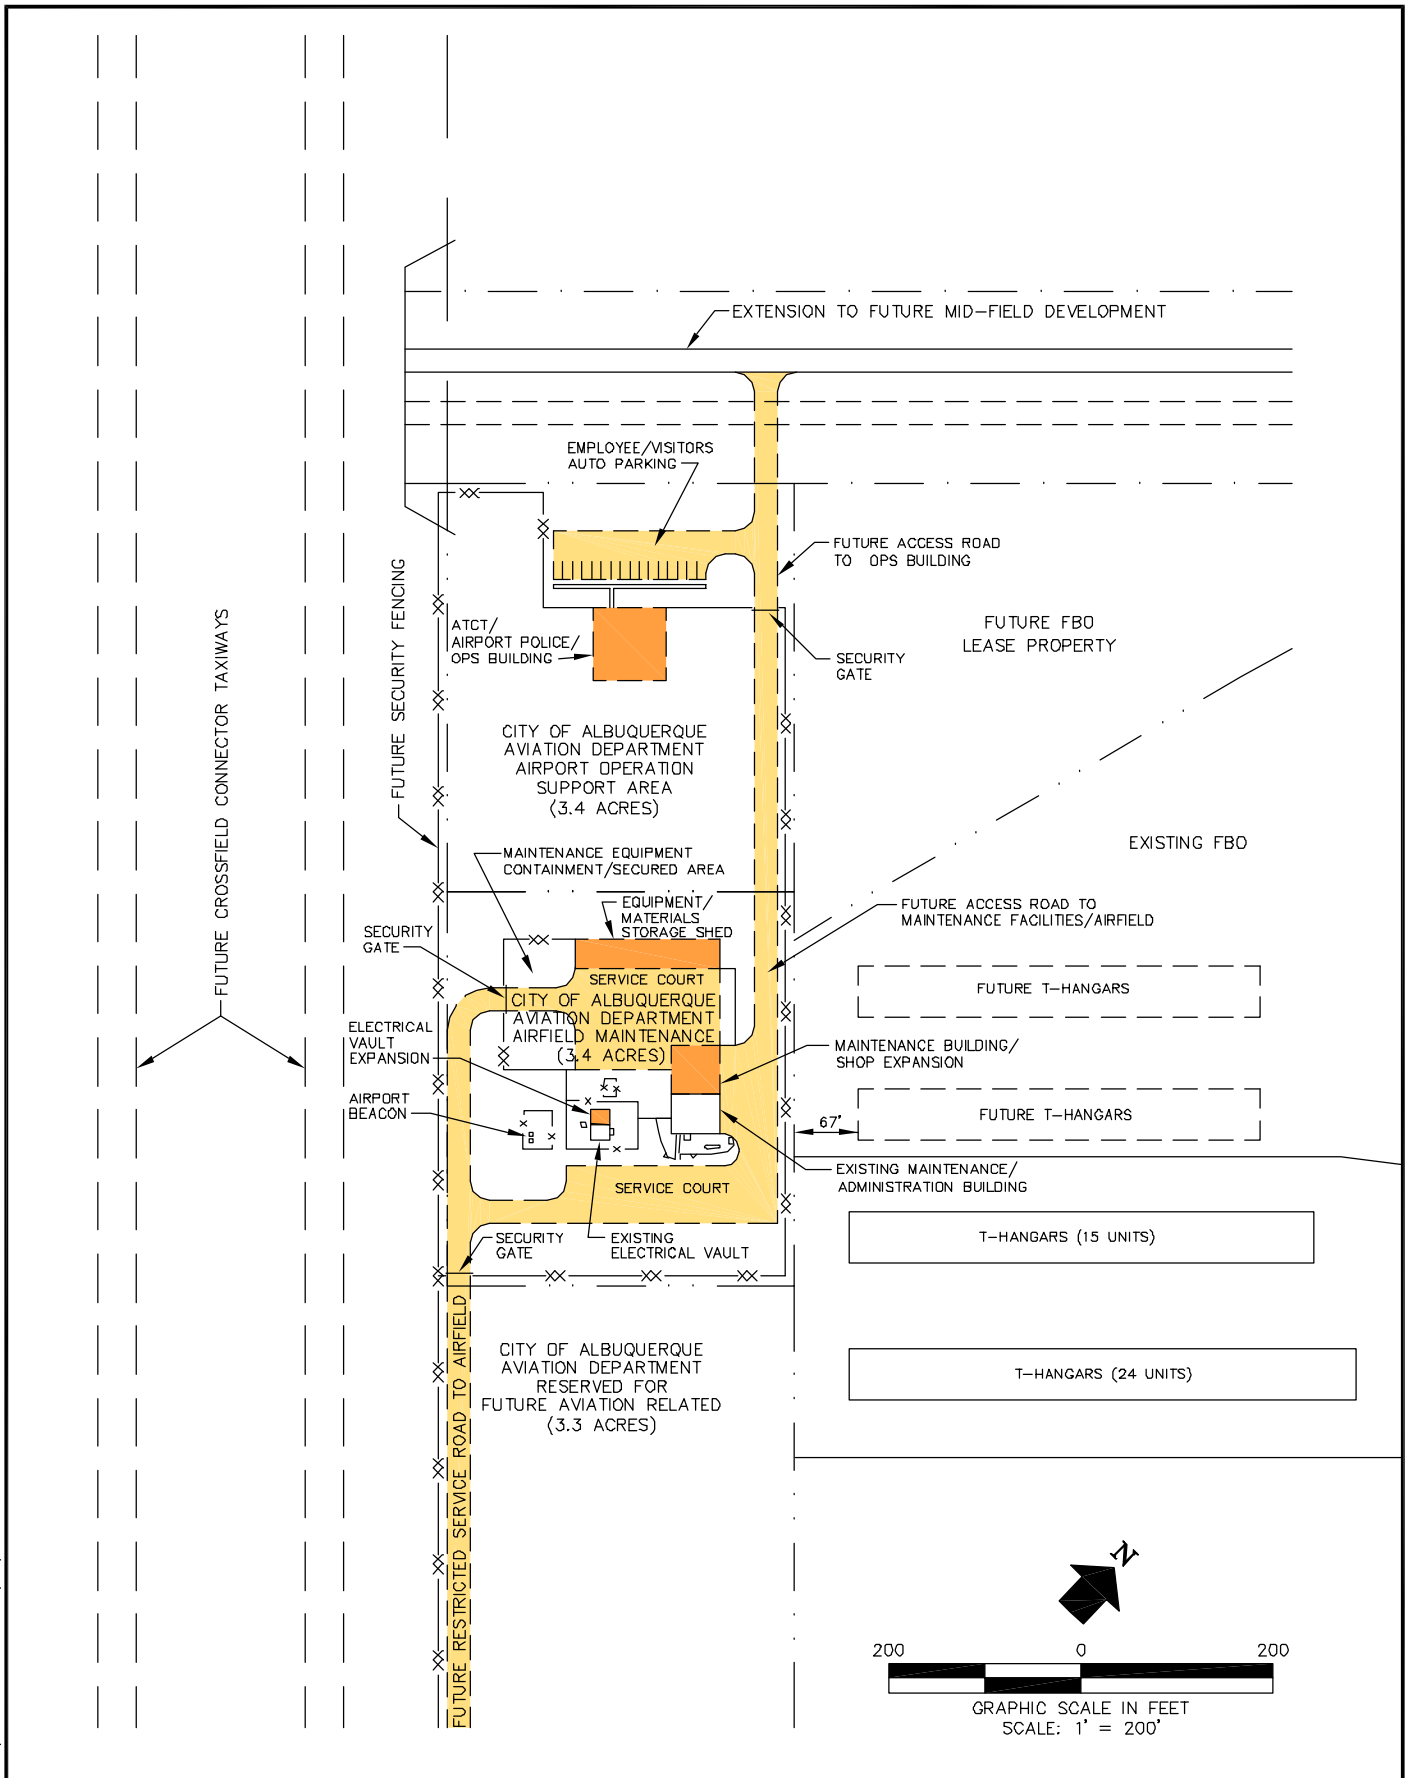 EXTENSION TO FUTURE MID-FIELD DEVELOPMENT
EMPLOYEE/VISITORS
AUTO PARKING
FUTURE ACCESS ROAD
TO OPS BUILDING
FUTURE SECURITY FENCING
FUTURE CROSSFIELD CONNECTOR TAXIWAYS
ATCT/
AIRPORT POLICE/
OPS BUILDING
FUTURE FBO
LEASE PROPERTY
SECURITY
GATE
CITY OF ALBUQUERQUE
AVIATION DEPARTMENT
AIRPORT OPERATION
SUPPORT AREA
(3.4 ACRES)
EXISTING FBO
MAINTENANCE EQUIPMENT
CONTAINMENT/SECURED AREA
EQUIPMENT/
MATERIALS
STORAGE SHED
FUTURE ACCESS ROAD TO
MAINTENANCE FACILITIES/AIRFIELD
SECURITY
GATE
SERVICE COURT
CITY OF ALBUQUERQUE
AVIATION DEPARTMENT
AIRFIELD MAINTENANCE
(3.4 ACRES)
FUTURE T-HANGARS
ELECTRICAL
VAULT
EXPANSION
MAINTENANCE BUILDING/
SHOP EXPANSION
AIRPORT
BEACON
FUTURE T-HANGARS
67'
EXISTING MAINTENANCE/
ADMINISTRATION BUILDING
SERVICE COURT
SECURITY
GATE
EXISTING
ELECTRICAL VAULT
T-HANGARS (15 UNITS)
FUTURE RESTRICTED SERVICE ROAD TO AIRFIELD
CITY OF ALBUQUERQUE
AVIATION DEPARTMENT
RESERVED FOR
FUTURE AVIATION RELATED
(3.3 ACRES)
T-HANGARS (24 UNITS)
N
200 0 200
GRAPHIC SCALE IN FEET
SCALE: 1' = 200'